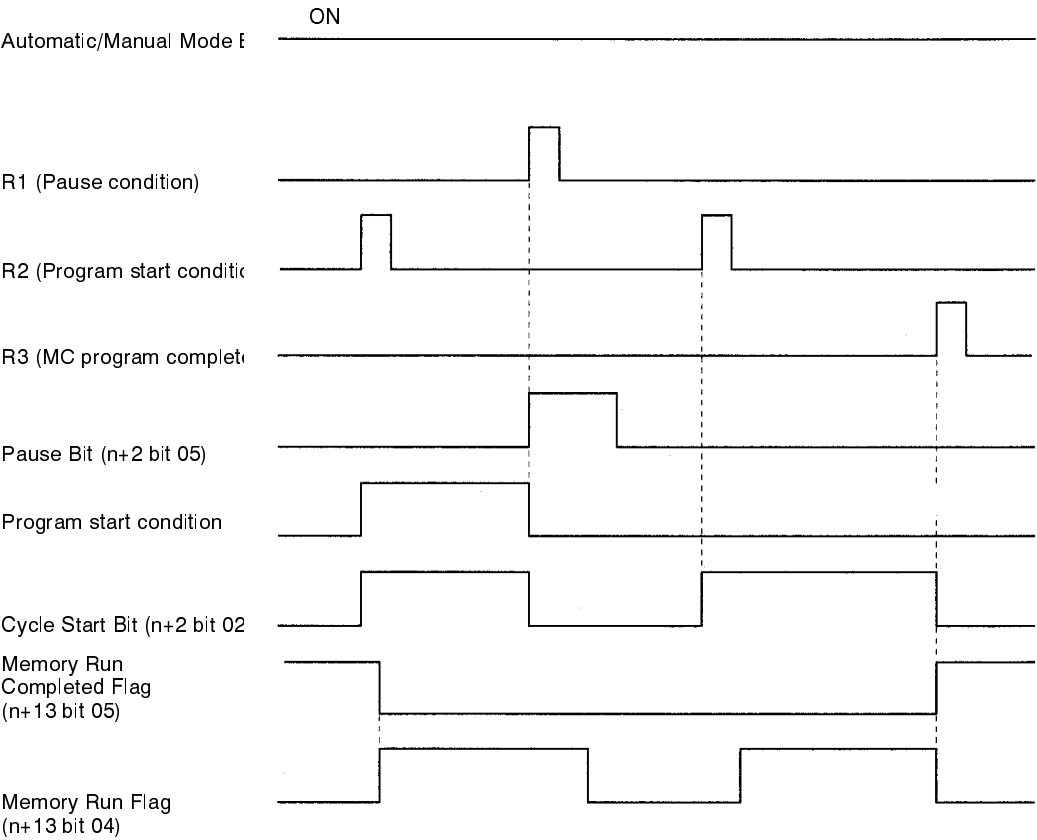 ON
Automatic/Manual Mode
R1 (Pause condition)
R2 (Program start
R3 (MC program
Pause Bit (n+2 bit 05)
Program start condition
Cycle Start Bit (n+2 bit 02
Memory Run
Completed Flag
(n+13 bit 05)
Memory Run Flag
(n+13 bit 04)